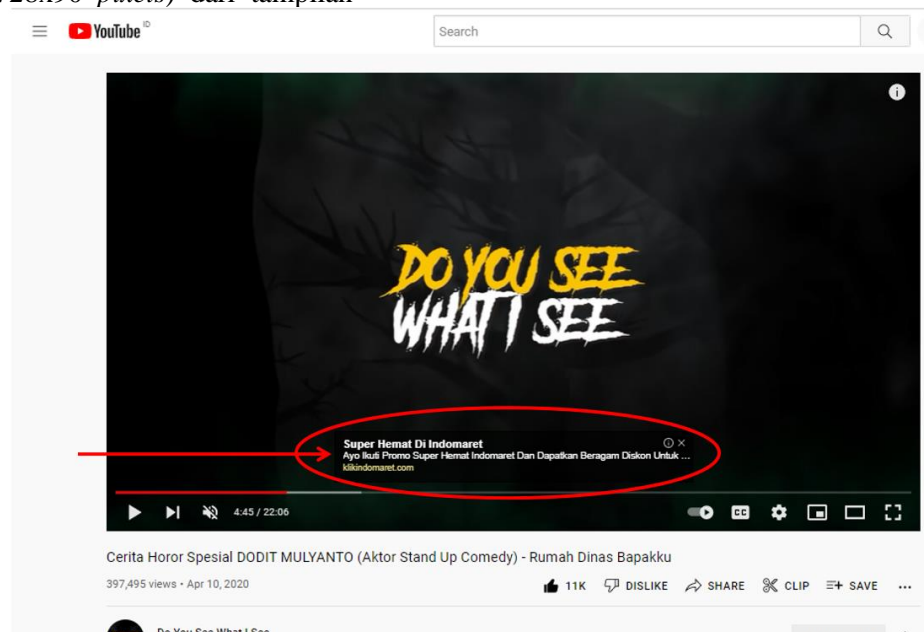 dari tampilan
YouTube ID
Search
DO YOU SEE
WHAT I SEE
Super Hemat Di Indomaret
Ayo Ikuti Promo Super Hemat Indomaret Dan Dapatkan Beragam Diskon Untuk ...
klikindomaret.com
4:45 / 22:06
CC
Cerita Horor Spesial DODIT MULYANTO (Aktor Stand Up Comedy) - Rumah Dinas Bapakku
397,495 views • Apr 10, 2020
11K DISLIKE SHARE CLIP SAVE ...
Do You See What I See